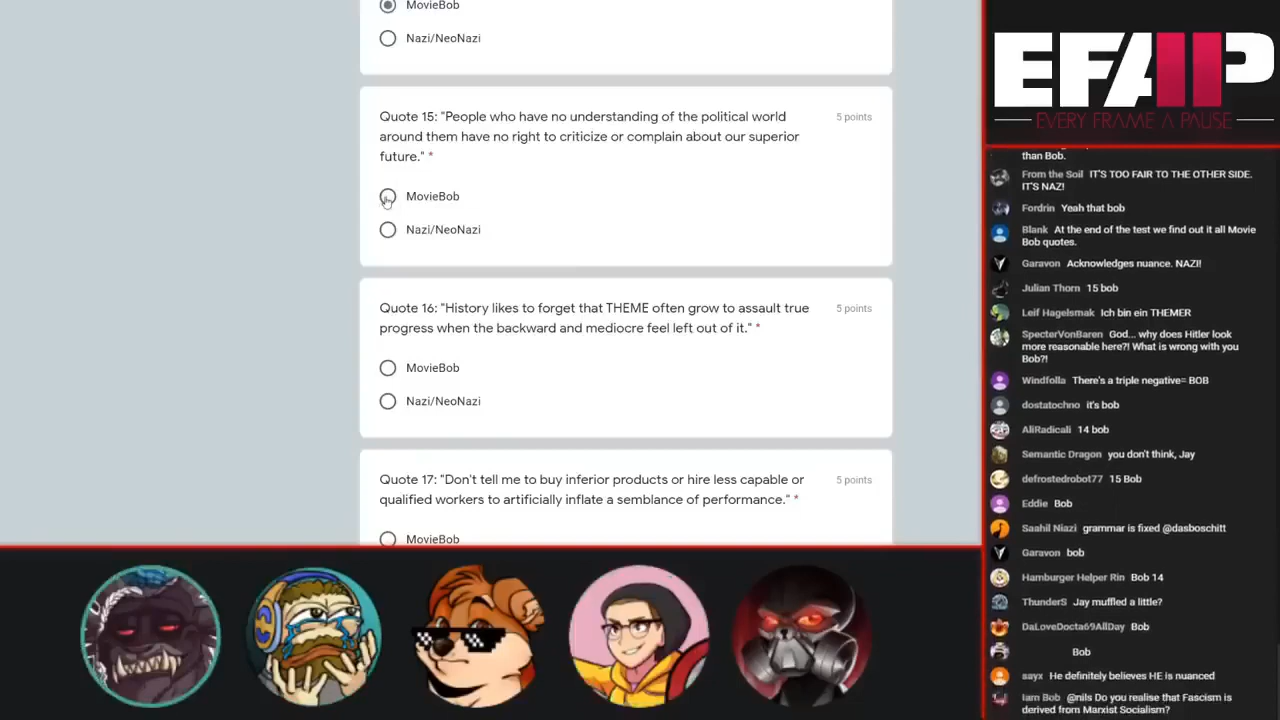 MovieBob
Nazi/NeoNazi
Quote 15: "People who have no understanding of the political world
around them have no right to criticize or complain about our superior
future." *
5 points
MovieBob
Nazi/NeoNazi
Quote 16: "History likes to forget that THEME often grow to assault true
progress when the backward and mediocre feel left out of it." *
5 points
MovieBob
Nazi/NeoNazi
Quote 17: "Don't tell me to buy inferior products or hire less capable or
qualified workers to artificially inflate a semblance of performance." *
5 points
MovieBob
EFAP
EVERY FRAME A PAUSE
than Bob.
From the Soil IT'S TOO FAIR TO THE OTHER SIDE.
IT'S NAZI!
Fordrin Yeah that bob
Blank At the end of the test we find out it all Movie
Bob quotes.
Garavon Acknowledges nuance. NAZI!
Julian Thorn 15 bob
Leif Hagelsmak Ich bin ein THEMER
SpecterVonBaren God... why does Hitler look
more reasonable here?! What is wrong with you
Bob?!
Windfolla There's a triple negative= BOB
dostatochno it's bob
AliRadicali 14 bob
Semantic Dragon you don't think, Jay
defrostedrobot77 15 Bob
Eddie Bob
Saahil Niazi grammar is fixed @dasboschitt
Garavon bob
Hamburger Helper Rin Bob 14
ThunderS Jay muffled a little?
DaLoveDocta69AllDay Bob
Bob
sayx He definitely believes HE is nuanced
Iam Bob @nils Do you realise that Fascism is
derived from Marxist Socialism?